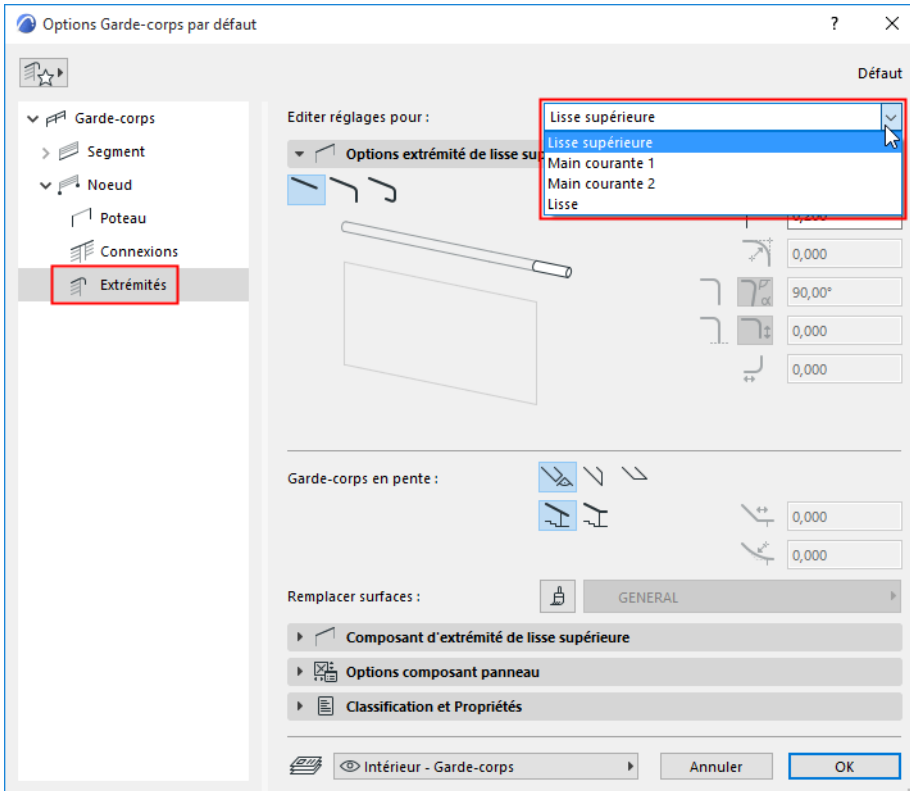 Options Garde-corps par défaut
?
Défaut
Garde-corps
Segment
Noeud
Poteau
Connexions
Extrémités
Editer réglages pour :
Lisse supérieure
Lisse supérieure
Main courante 1
Main courante 2
Lisse
Options extrémité de lisse sup
0,200
0,000
90,00°
0,000
0,000
Garde-corps en pente :
0,000
0,000
Remplacer surfaces :
GENERAL
Composant d'extrémité de lisse supérieure
Options composant panneau
Classification et Propriétés
Intérieur - Garde-corps
Annuler
OK